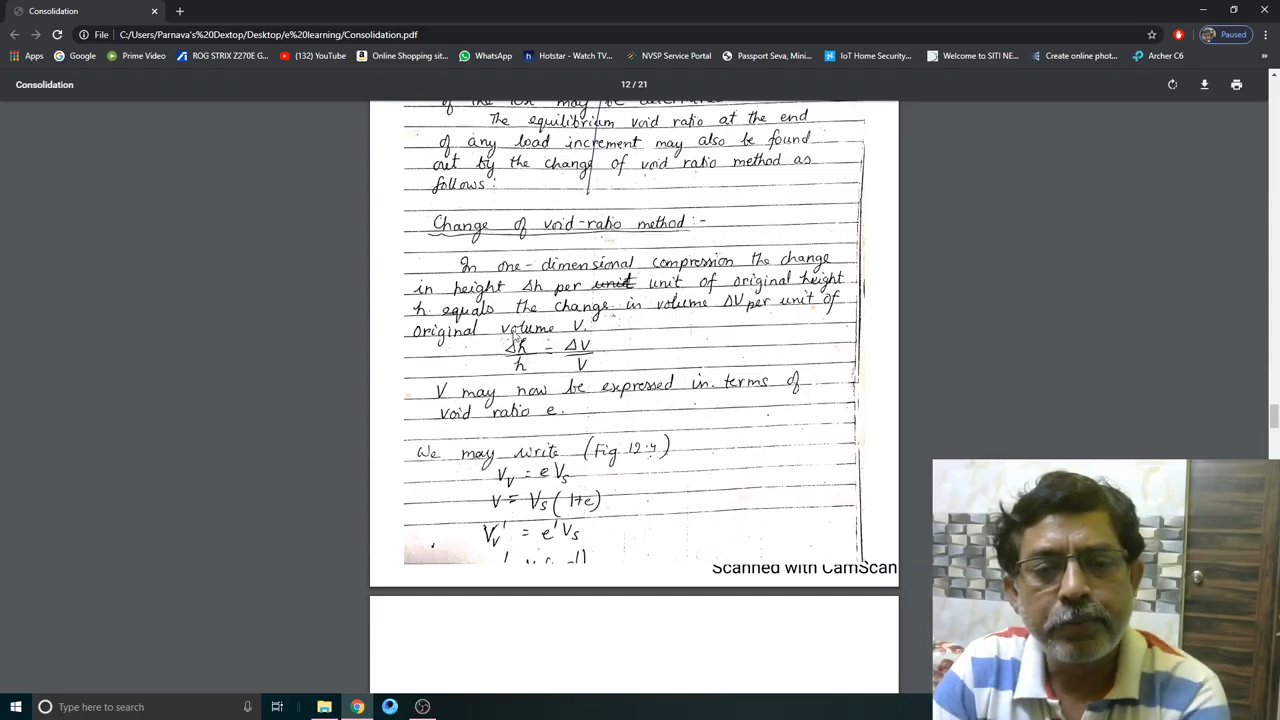 Consolidation
File
C:/Users/Parnava's%20Dextop/Desktop/e%20learning/Consolidation.pdf
Paused
Apps
Google
Prime Video
ROG STRIX Z270E G...
(132) YouTube
Online Shopping sit...
WhatsApp
Hotstar - Watch TV...
NVSP Service Portal
Passport Seva, Mini...
IoT Home Security...
Welcome to SITI NE...
Create online phot...
Archer C6
Consolidation
12 / 21
of the may be
The equilibrium void ratio at the end
of any load increment may also be found
out by the change of void ratio method as
follows:
Change of void-ratio method :-
In one-dimensional compression the change
in height Δh per unit unit of original height
h. equals the change in volume ΔV per unit of
original volume V.
Δh = ΔV
h V
V may now be expressed in terms of
void ratio e.
We may write (Fig 12.4)
Vv = eVs
V = Vs (1+e)
Vv' = e'Vs
Scanned with CamScan
Type here to search